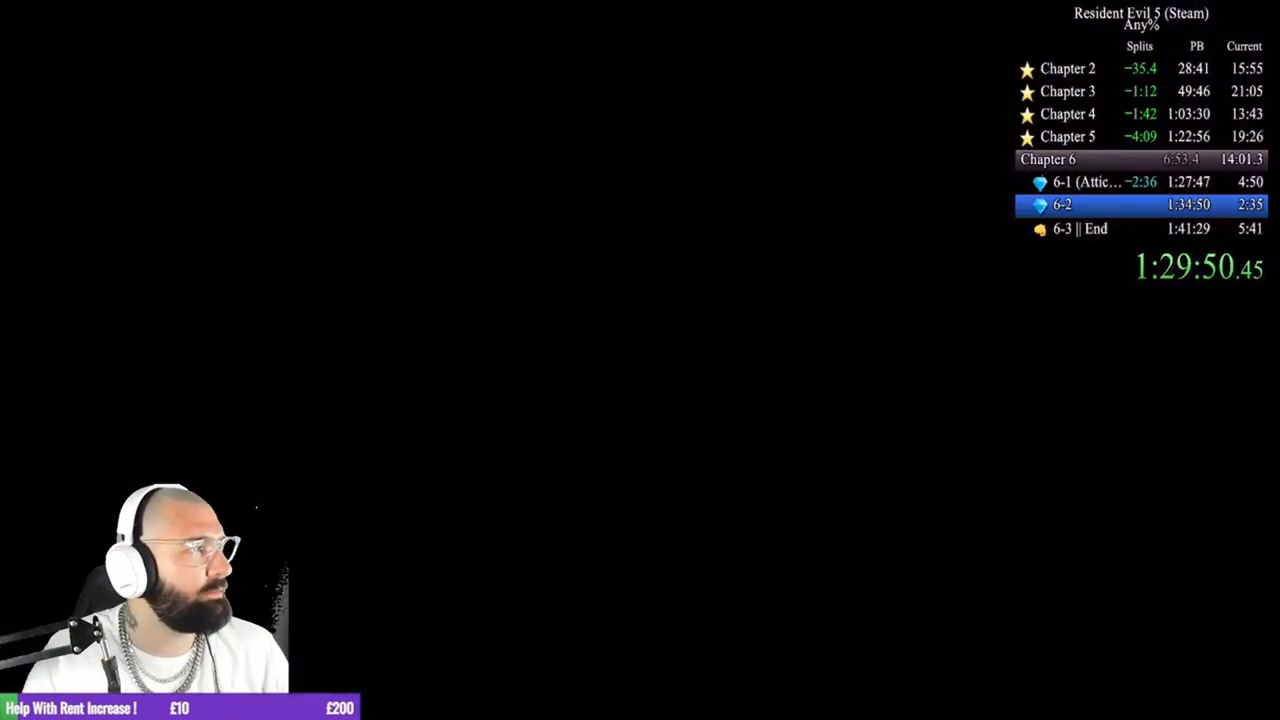 Resident Evil 5 (Steam)
Any%
Splits PB Current
Chapter 2 -35.4 28:41 15:55
Chapter 3 -1:12 49:46 21:05
Chapter 4 -1:42 1:03:30 13:43
Chapter 5 -4:09 1:22:56 19:26
Chapter 6 6:53.4 14:01.3
6-1 (Attic... -2:36 1:27:47 4:50
6-2 1:34:50 2:35
6-3 || End 1:41:29 5:41
1:29:50.45
Help With Rent Increase ! £10 £200